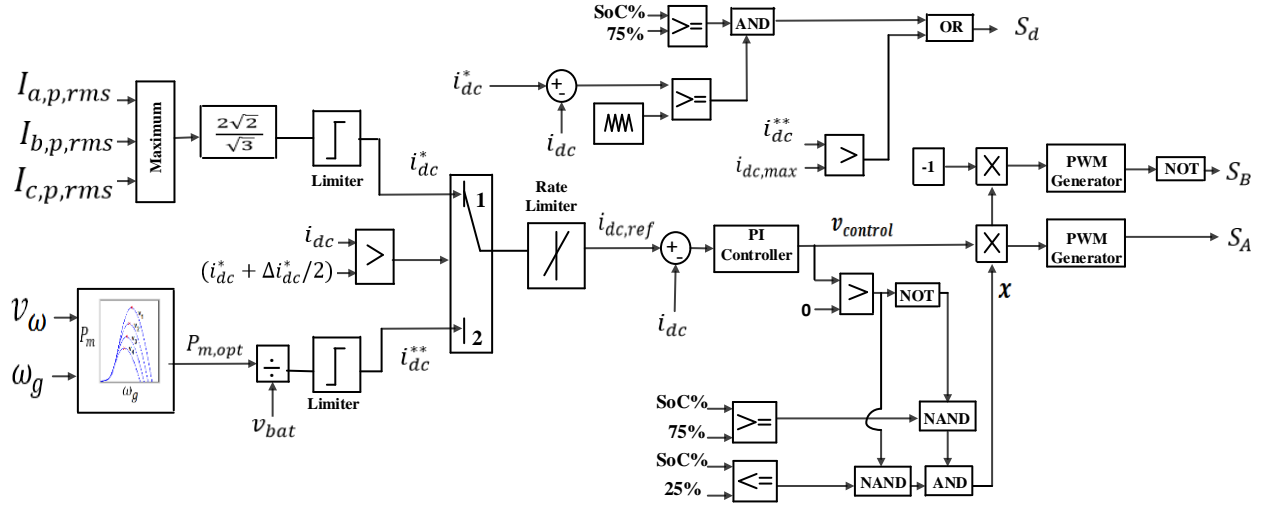 SoC%
75%
>=
AND
OR
S_d
i*_dc
+
-
i_dc
>=
I_a,p,rms
I_b,p,rms
I_c,p,rms
Maximum
2√2
√3
Limiter
i**_dc
i_dc,max
>
-1
×
PWM
Generator
NOT
S_B
i*_dc
1
Rate
Limiter
i_dc,ref
+
-
i_dc
PI
Controller
v_control
×
PWM
Generator
S_A
i_dc
(i*_dc + Δi*_dc/2)
>
x
>
0
NOT
v_ω
ω_g
P_m
ω_g
P_m,opt
÷
v_bat
Limiter
i**_dc
2
SoC%
75%
>=
NAND
SoC%
25%
<=
NAND
AND